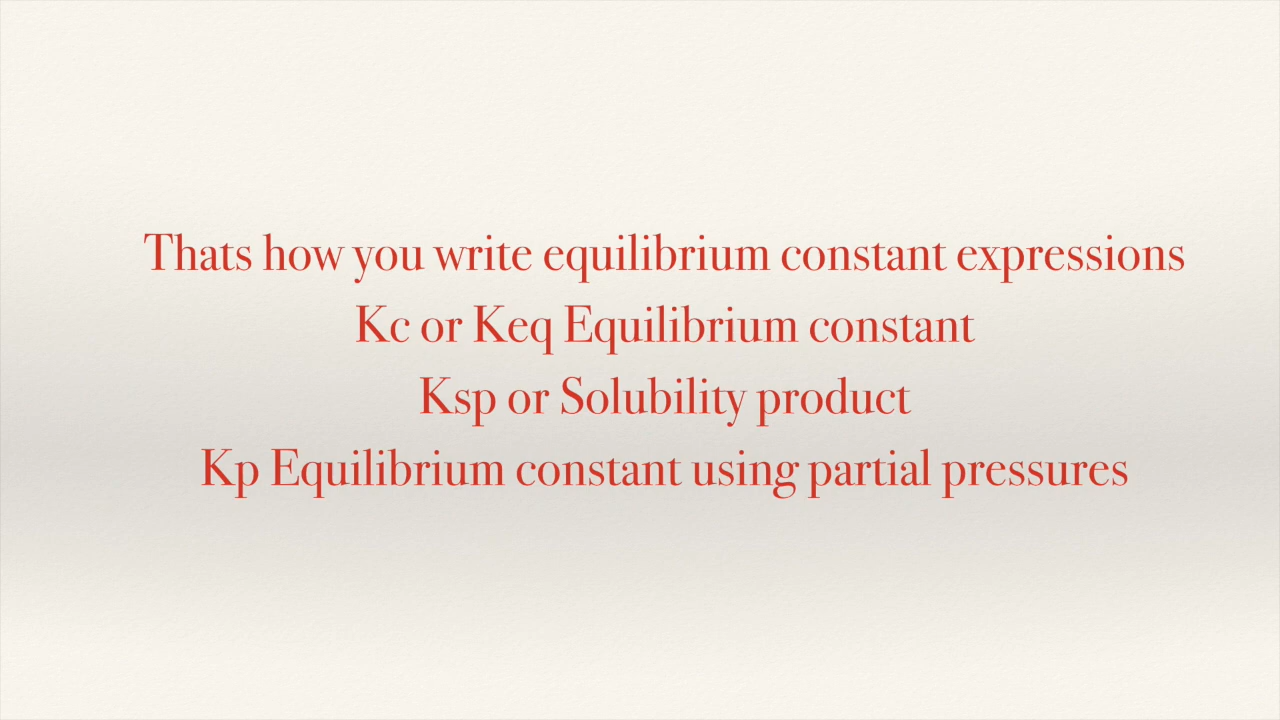 Thats how you write equilibrium constant expressions
Kc or Keq Equilibrium constant
Ksp or Solubility product
Kp Equilibrium constant using partial pressures